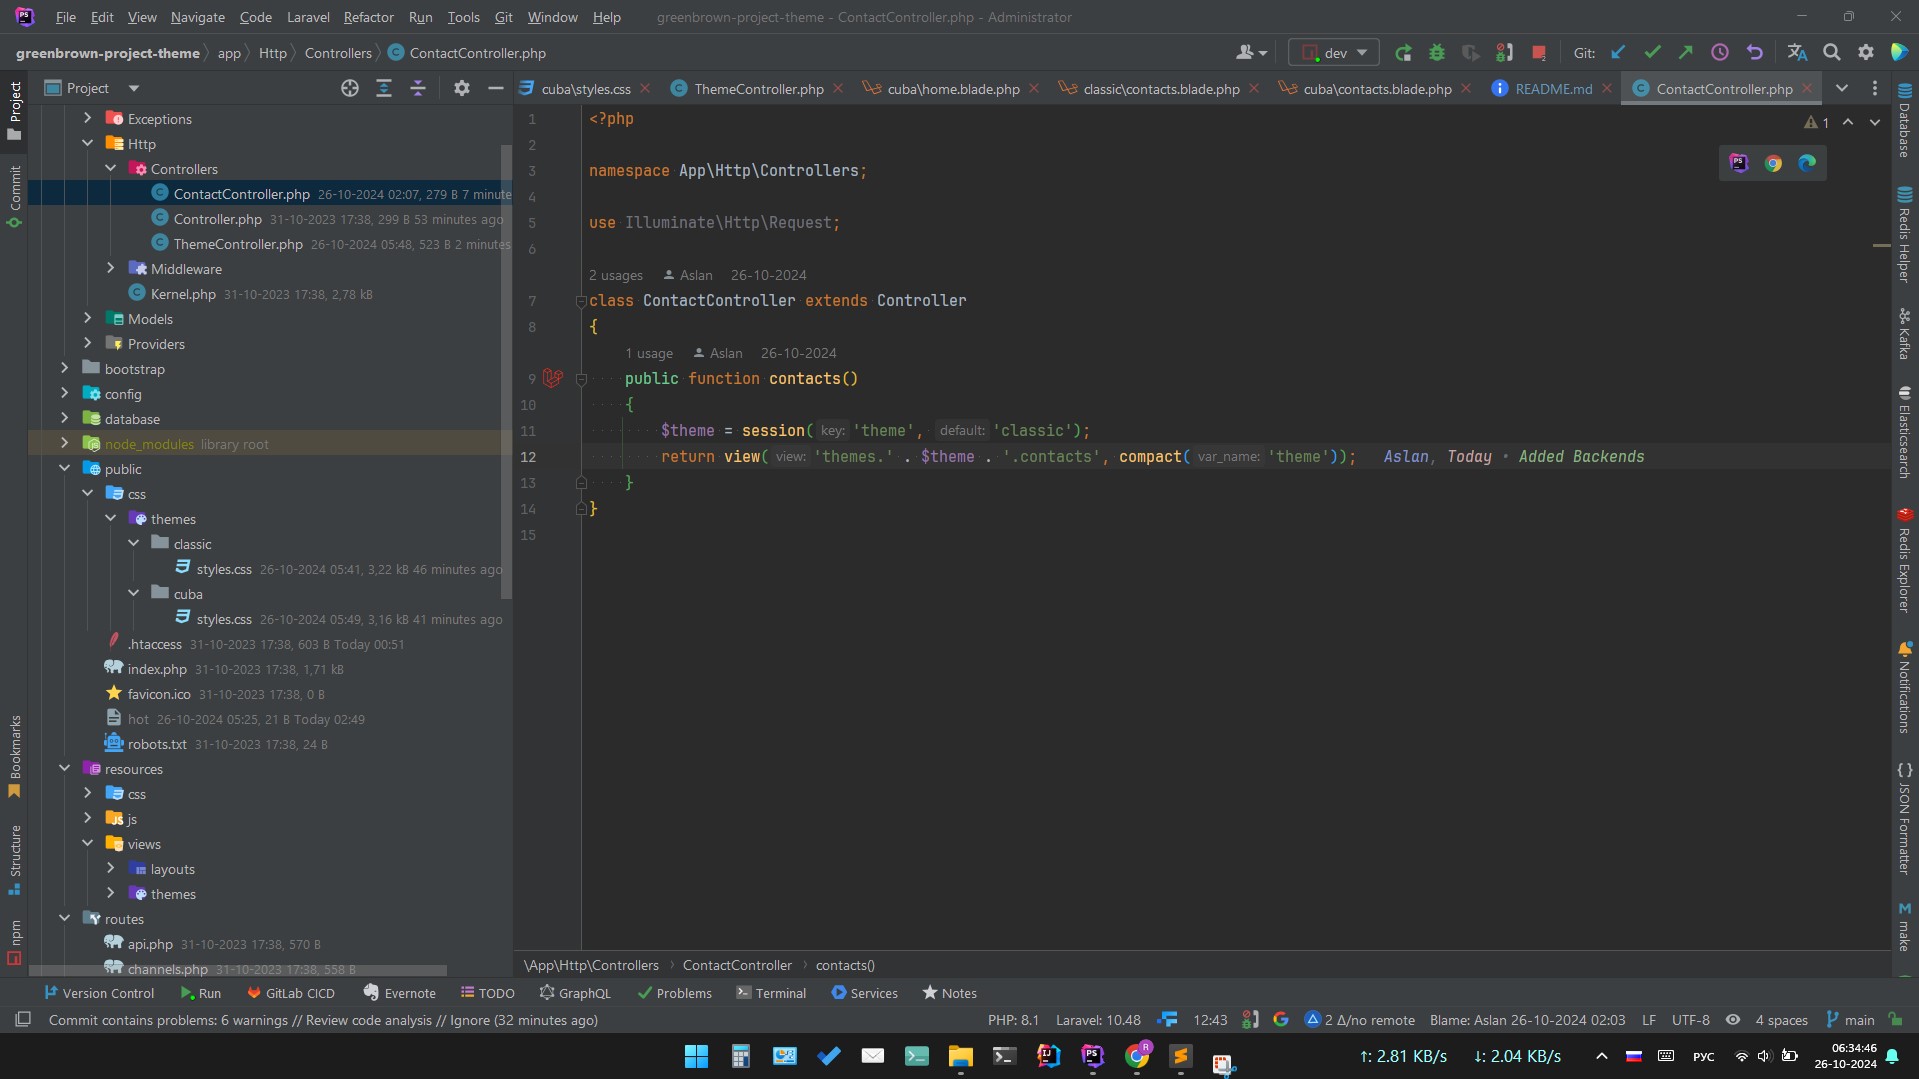 File Edit View Navigate Code Laravel Refactor Run Tools Git Window Help greenbrown-project-theme - ContactController.php - Administrator
greenbrown-project-theme app Http Controllers ContactController.php dev Git:
Project cuba\styles.css ThemeController.php cuba\home.blade.php classic\contacts.blade.php cuba\contacts.blade.php README.md ContactController.php
Exceptions
Http
Controllers
ContactController.php 26-10-2024 02:07, 279 B 7 minute
Controller.php 31-10-2023 17:38, 299 B 53 minutes ago
ThemeController.php 26-10-2024 05:48, 523 B 2 minutes
Middleware
Kernel.php 31-10-2023 17:38, 2,78 kB
Models
Providers
bootstrap
config
database
node_modules library root
public
css
themes
classic
styles.css 26-10-2024 05:41, 3,22 kB 46 minutes ago
cuba
styles.css 26-10-2024 05:49, 3,16 kB 41 minutes ago
.htaccess 31-10-2023 17:38, 603 B Today 00:51
index.php 31-10-2023 17:38, 1,71 kB
favicon.ico 31-10-2023 17:38, 0 B
hot 26-10-2024 05:25, 21 B Today 02:49
robots.txt 31-10-2023 17:38, 24 B
resources
css
js
views
layouts
themes
routes
api.php 31-10-2023 17:38, 570 B
channels.php 31-10-2023 17:38, 558 B
1 <?php
2
3 namespace App\Http\Controllers;
4
5 use Illuminate\Http\Request;
6
2 usages Aslan 26-10-2024
7 class ContactController extends Controller
8 {
1 usage Aslan 26-10-2024
9 public function contacts()
10 {
11 $theme = session( key: 'theme', default: 'classic');
12 return view( view: 'themes.' . $theme . '.contacts', compact( var_name: 'theme')); Aslan, Today • Added Backends
13 }
14 }
15
1
Project
Commit
Bookmarks
Structure
npm
Database
Redis Helper
Kafka
Elasticsearch
Redis Explorer
Notifications
JSON Formatter
make
\App\Http\Controllers ContactController contacts()
Version Control Run GitLab CICD Evernote TODO GraphQL Problems Terminal Services Notes
Commit contains problems: 6 warnings // Review code analysis // Ignore (32 minutes ago) PHP: 8.1 Laravel: 10.48 12:43 2 Δ/no remote Blame: Aslan 26-10-2024 02:03 LF UTF-8 4 spaces main
↑: 2.81 KB/s ↓: 2.04 KB/s РУС 06:34:46
26-10-2024